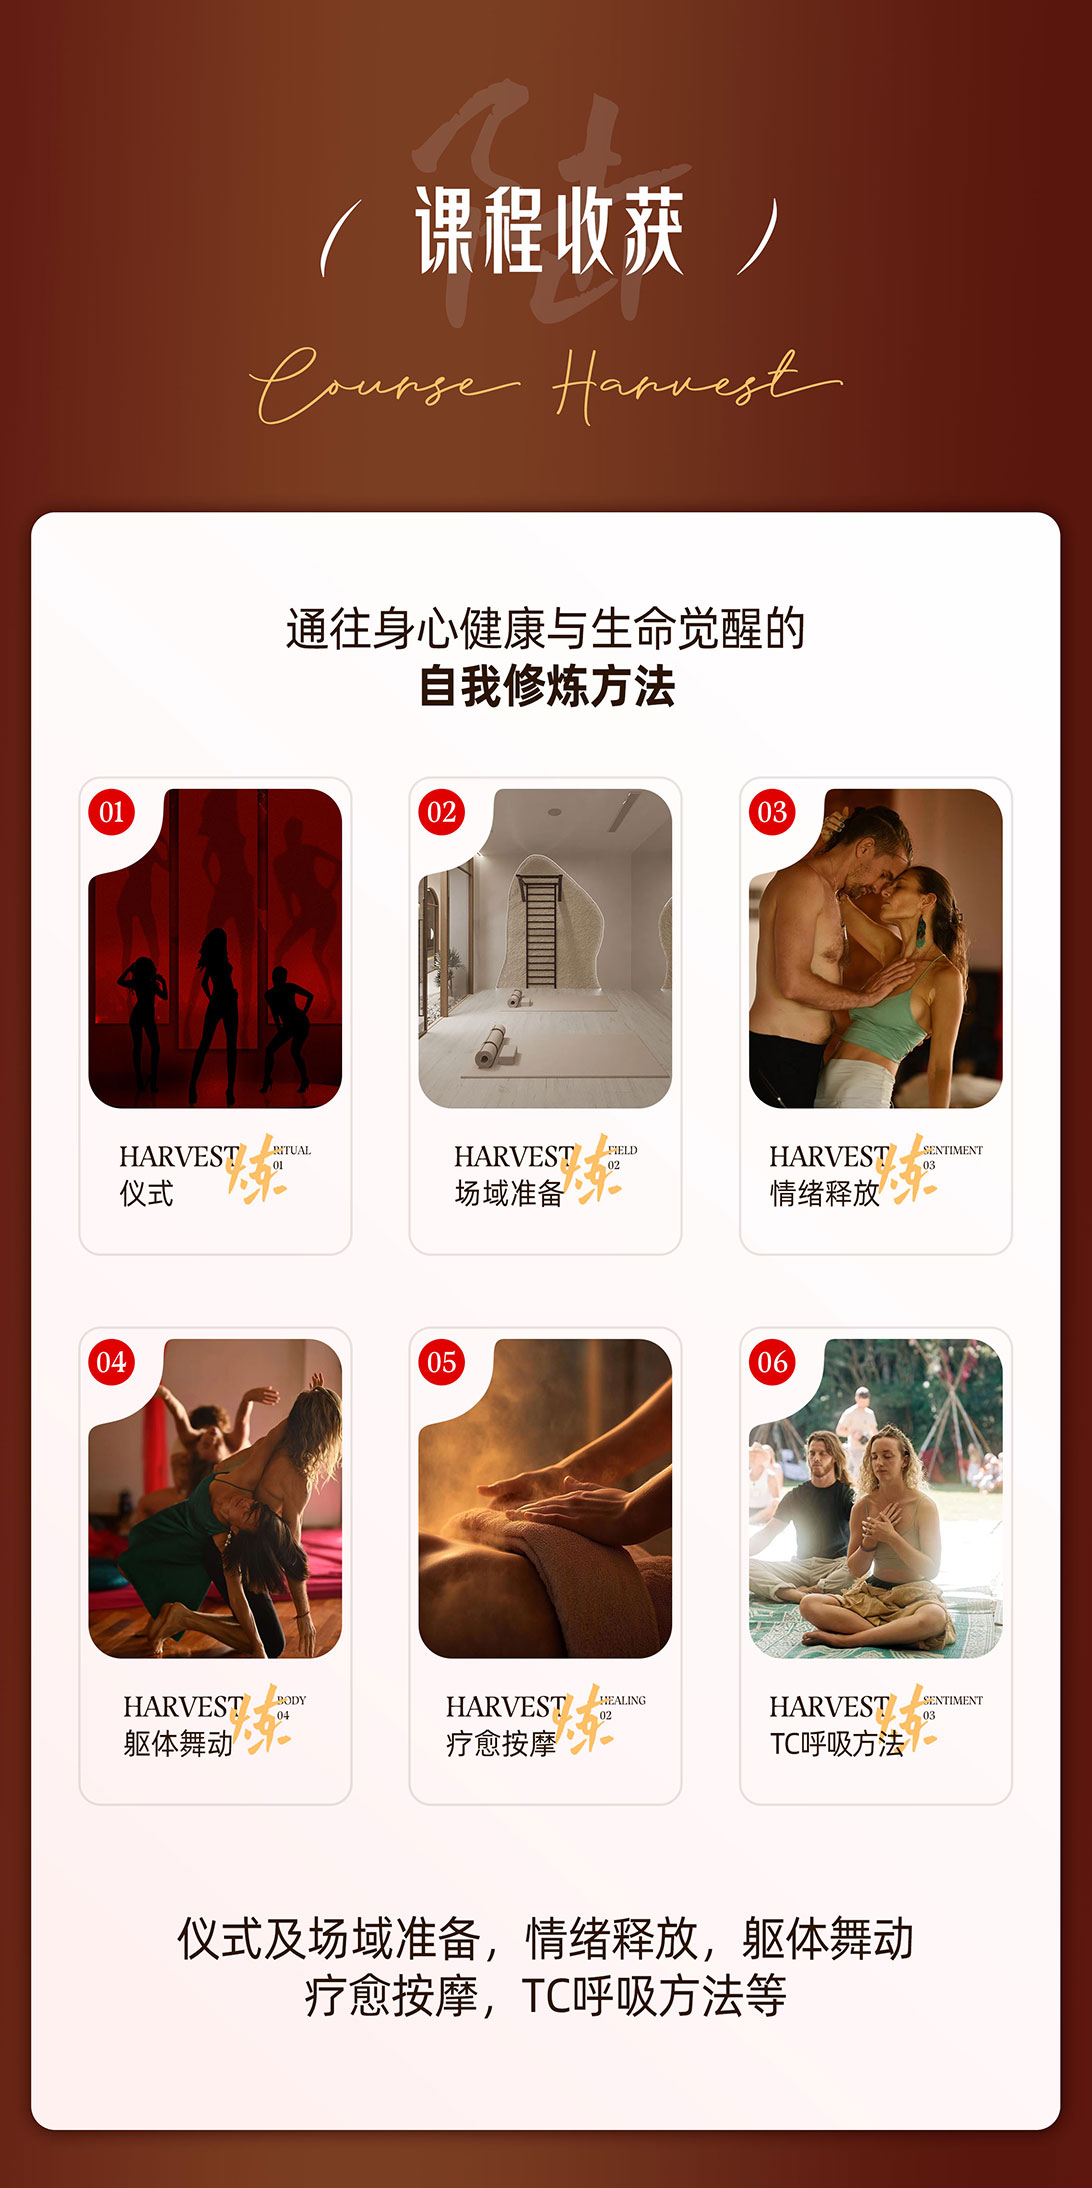 陆
课程收获
Course Harvest
通往身心健康与生命觉醒的
自我修炼方法
01
HARVEST
炼
RITUAL
01
仪式
02
HARVEST
炼
FIELD
02
场域准备
03
HARVEST
炼
SENTIMENT
03
情绪释放
04
HARVEST
炼
BODY
04
躯体舞动
05
HARVEST
炼
HEALING
02
疗愈按摩
06
HARVEST
炼
SENTIMENT
03
TC呼吸方法
仪式及场域准备，情绪释放，躯体舞动
疗愈按摩，TC呼吸方法等